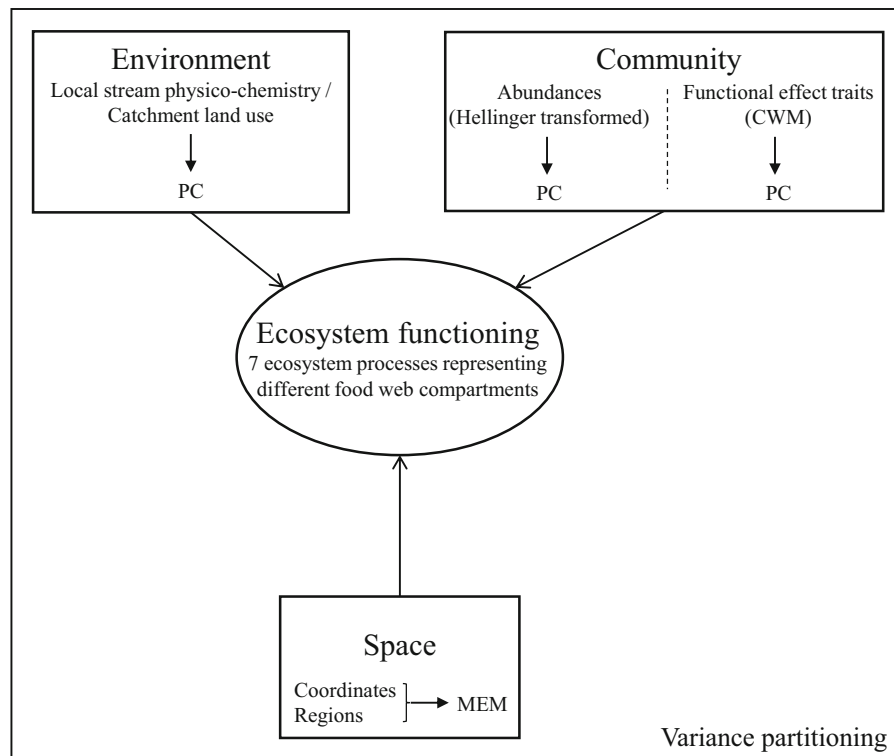 Environment
Local stream physico-chemistry /
Catchment land use
PC
Community
Abundances
(Hellinger transformed)
PC
Functional effect traits
(CWM)
PC
Ecosystem functioning
7 ecosystem processes representing
different food web compartments
Space
Coordinates
Regions
MEM
Variance partitioning